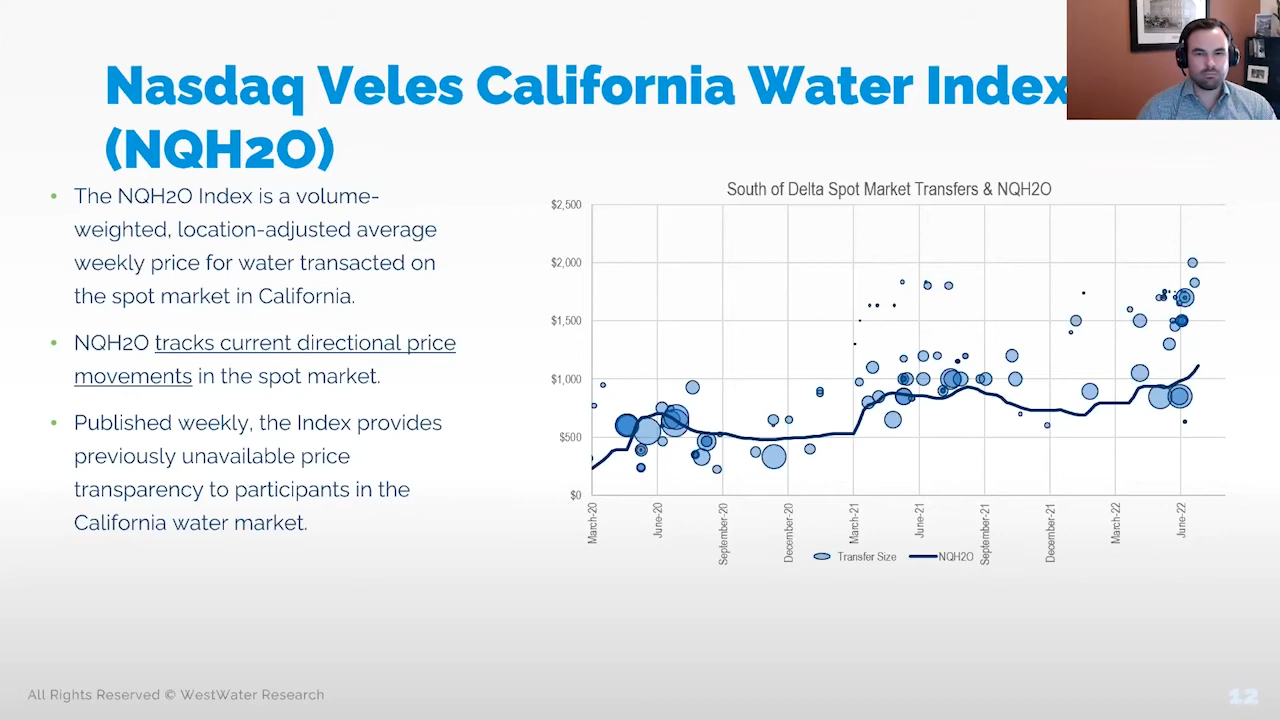 Nasdaq Veles California Water Index
(NQH2O)
• The NQH2O Index is a volume-
weighted, location-adjusted average
weekly price for water transacted on
the spot market in California.
• NQH2O tracks current directional price
movements in the spot market.
• Published weekly, the Index provides
previously unavailable price
transparency to participants in the
California water market.
South of Delta Spot Market Transfers & NQH2O
$2,500
$2,000
$1,500
$1,000
$500
$0
March-20
June-20
September-20
December-20
March-21
June-21
September-21
December-21
March-22
June-22
Transfer Size
NQH2O
All Rights Reserved © WestWater Research
12